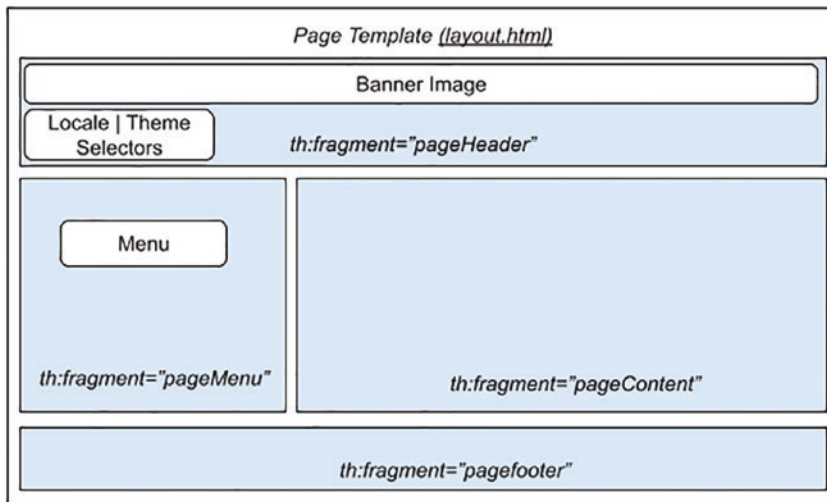 Page Template (layout.html)
Banner Image
Locale | Theme
Selectors
th:fragment=”pageHeader”
Menu
th:fragment=”pageMenu”
th:fragment=”pageContent”
th:fragment=”pagefooter”